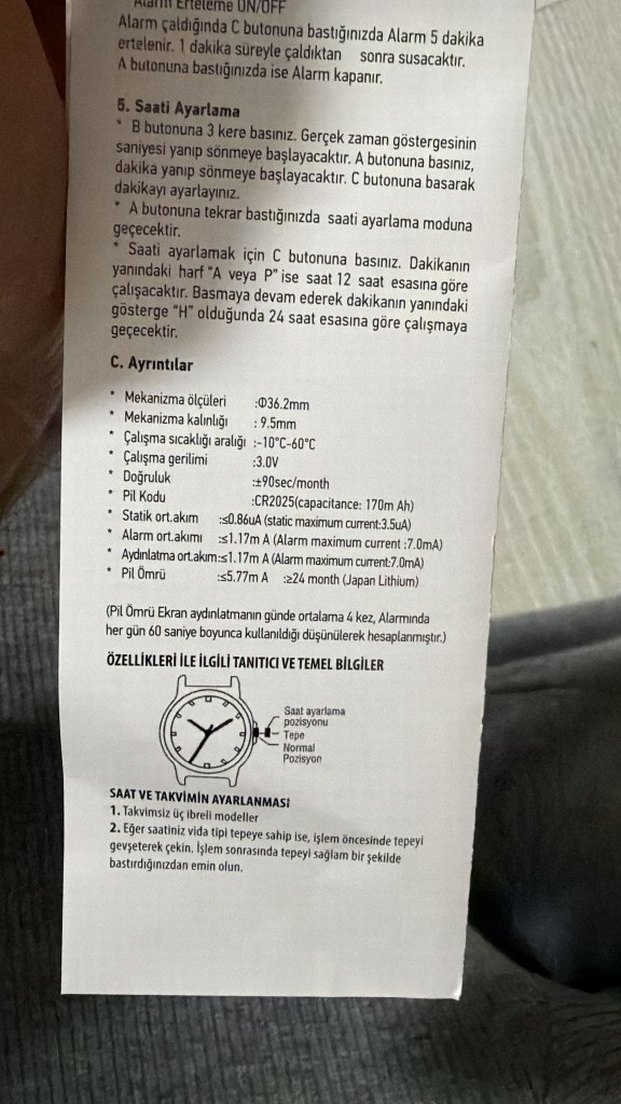 Alarm Erteleme ON/OFF
Alarm çaldığında C butonuna bastığınızda Alarm 5 dakika
ertelenir. 1 dakika süreyle çaldıktan sonra susacaktır.
A butonuna bastığınızda ise Alarm kapanır.
5. Saati Ayarlama
* B butonuna 3 kere basınız. Gerçek zaman göstergesinin
saniyesi yanıp sönmeye başlayacaktır. A butonuna basınız,
dakika yanıp sönmeye başlayacaktır. C butonuna basarak
dakikayı ayarlayınız.
* A butonuna tekrar bastığınızda saati ayarlama moduna
geçecektir.
* Saati ayarlamak için C butonuna basınız. Dakikanın
yanındaki harf "A veya P" ise saat 12 saat esasına göre
çalışacaktır. Basmaya devam ederek dakikanın yanındaki
gösterge "H" olduğunda 24 saat esasına göre çalışmaya
geçecektir.
C. Ayrıntılar
* Mekanizma ölçüleri :Φ36.2mm
* Mekanizma kalınlığı : 9.5mm
* Çalışma sıcaklığı aralığı :-10°C-60°C
* Çalışma gerilimi :3.0V
* Doğruluk :±90sec/month
* Pil Kodu :CR2025(capacitance: 170m Ah)
* Statik ort.akım :≤0.86uA (static maximum current:3.5uA)
* Alarm ort.akımı :≤1.17m A (Alarm maximum current :7.0mA)
* Aydınlatma ort.akım:≤1.17m A (Alarm maximum current:7.0mA)
* Pil Ömrü :≤5.77m A :≥24 month (Japan Lithium)
(Pil Ömrü Ekran aydınlatmanın günde ortalama 4 kez, Alarmında
her gün 60 saniye boyunca kullanıldığı düşünülerek hesaplanmıştır.)
ÖZELLİKLERİ İLE İLGİLİ TANITICI VE TEMEL BİLGİLER
Saat ayarlama
pozisyonu
Tepe
Normal
Pozisyon
SAAT VE TAKVİMİN AYARLANMASI
1. Takvimsiz üç ibreli modeller
2. Eğer saatiniz vida tipi tepeye sahip ise, işlem öncesinde tepeyi
gevşeterek çekin. İşlem sonrasında tepeyi sağlam bir şekilde
bastırdığınızdan emin olun.